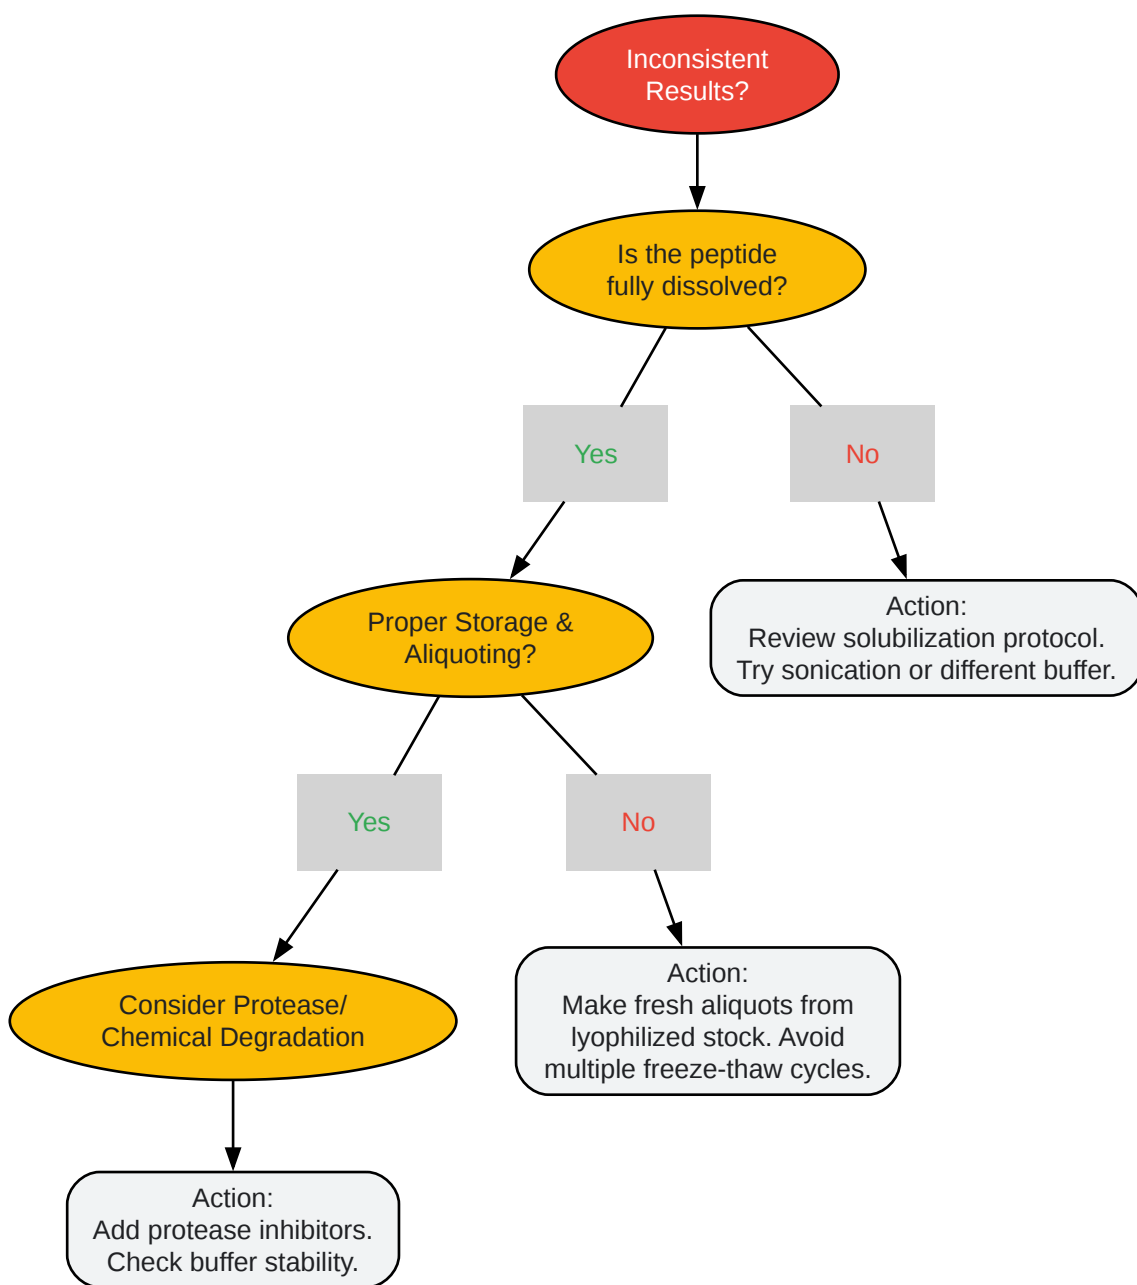 Inconsistent
Results?
Is the peptide
fully dissolved?
Yes
No
Proper Storage &
Aliquoting?
Action:
Review solubilization protocol.
Try sonication or different buffer.
Yes
No
Consider Protease/
Chemical Degradation
Action:
Make fresh aliquots from
lyophilized stock. Avoid
multiple freeze-thaw cycles.
Action:
Add protease inhibitors.
Check buffer stability.